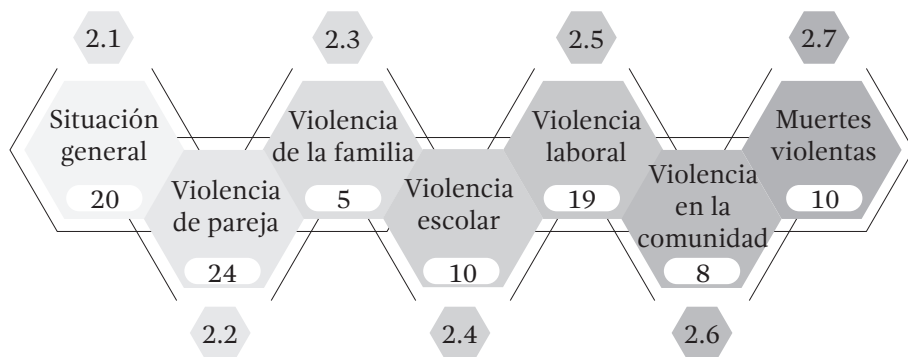 2.1
2.3
2.5
2.7
Situación
general
20
Violencia
de pareja
24
Violencia
de la familia
5
Violencia
escolar
10
Violencia
laboral
19
Violencia
en la
comunidad
8
Muertes
violentas
10
2.2
2.4
2.6